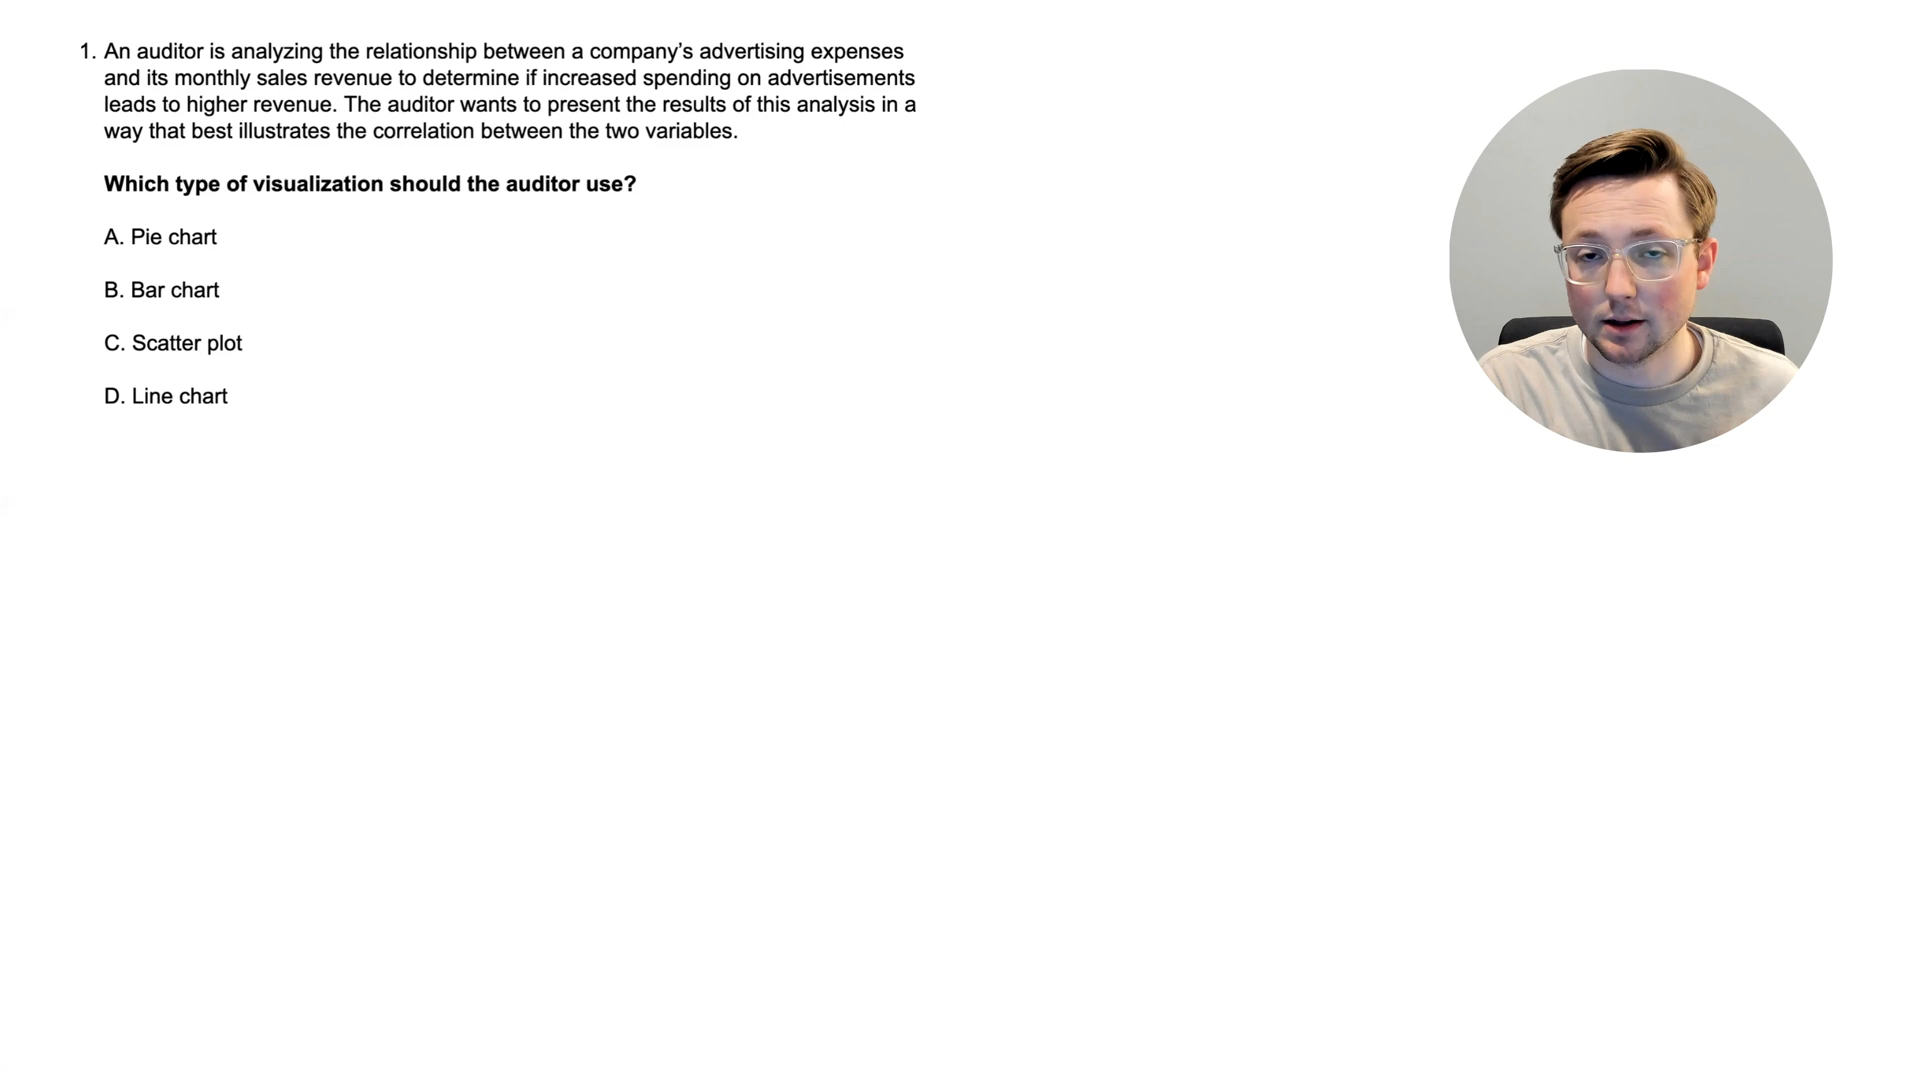 1. An auditor is analyzing the relationship between a company’s advertising expenses
and its monthly sales revenue to determine if increased spending on advertisements
leads to higher revenue. The auditor wants to present the results of this analysis in a
way that best illustrates the correlation between the two variables.
Which type of visualization should the auditor use?
A. Pie chart
B. Bar chart
C. Scatter plot
D. Line chart